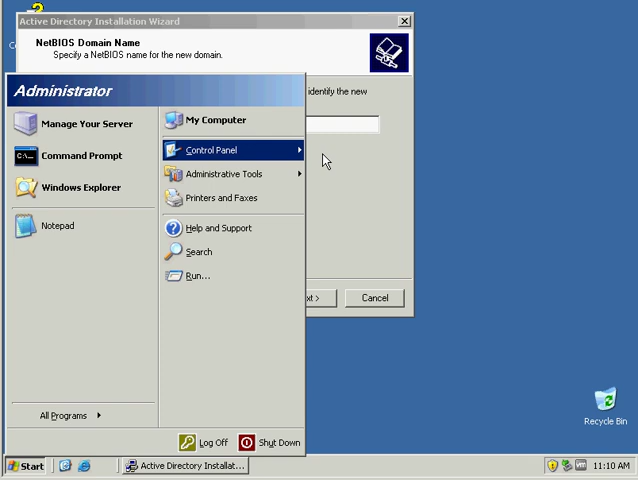 Active Directory Installation Wizard
NetBIOS Domain Name
Specify a NetBIOS name for the new domain.
identify the new
Cancel
Administrator
Manage Your Server
Command Prompt
Windows Explorer
Notepad
All Programs
My Computer
Control Panel
Administrative Tools
Printers and Faxes
Help and Support
Search
Run...
Log Off
Shut Down
Recycle Bin
Start
Active Directory Installat...
11:10 AM